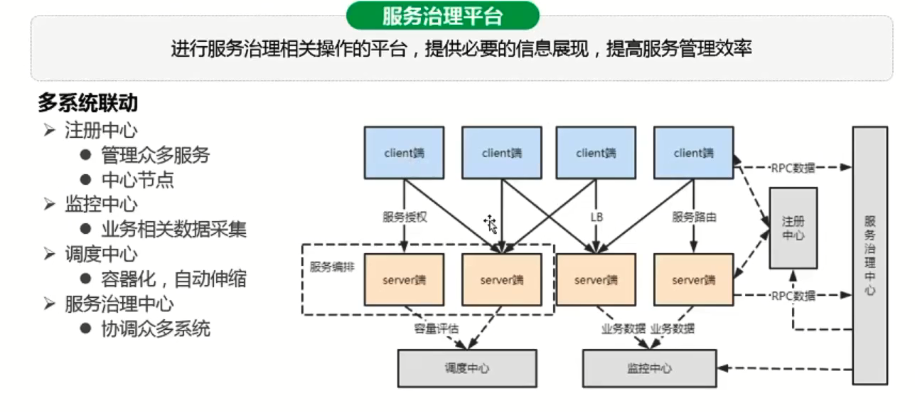 服务治理平台
进行服务治理相关操作的平台，提供必要的信息展现，提高服务管理效率
多系统联动
注册中心
管理众多服务
中心节点
监控中心
业务相关数据采集
调度中心
容器化，自动伸缩
服务治理中心
协调众多系统
client端
client端
client端
client端
RPC数据
服务授权
LB
服务路由
注册
中心
服务治理中心
服务编排
server端
server端
server端
server端
RPC数据
容量评估
业务数据
业务数据
调度中心
监控中心